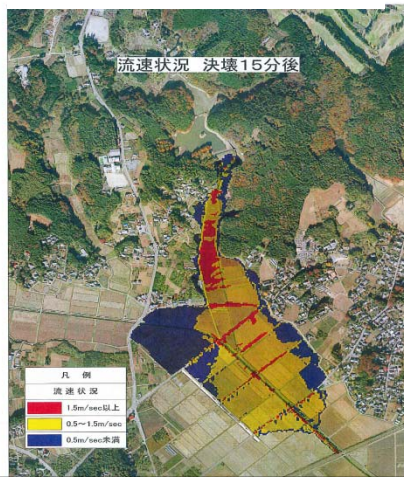 流速状況 決壊15分後
凡 例
流 速 状 況
1.5m/sec以上
0.5～1.5m/sec
0.5m/sec未満